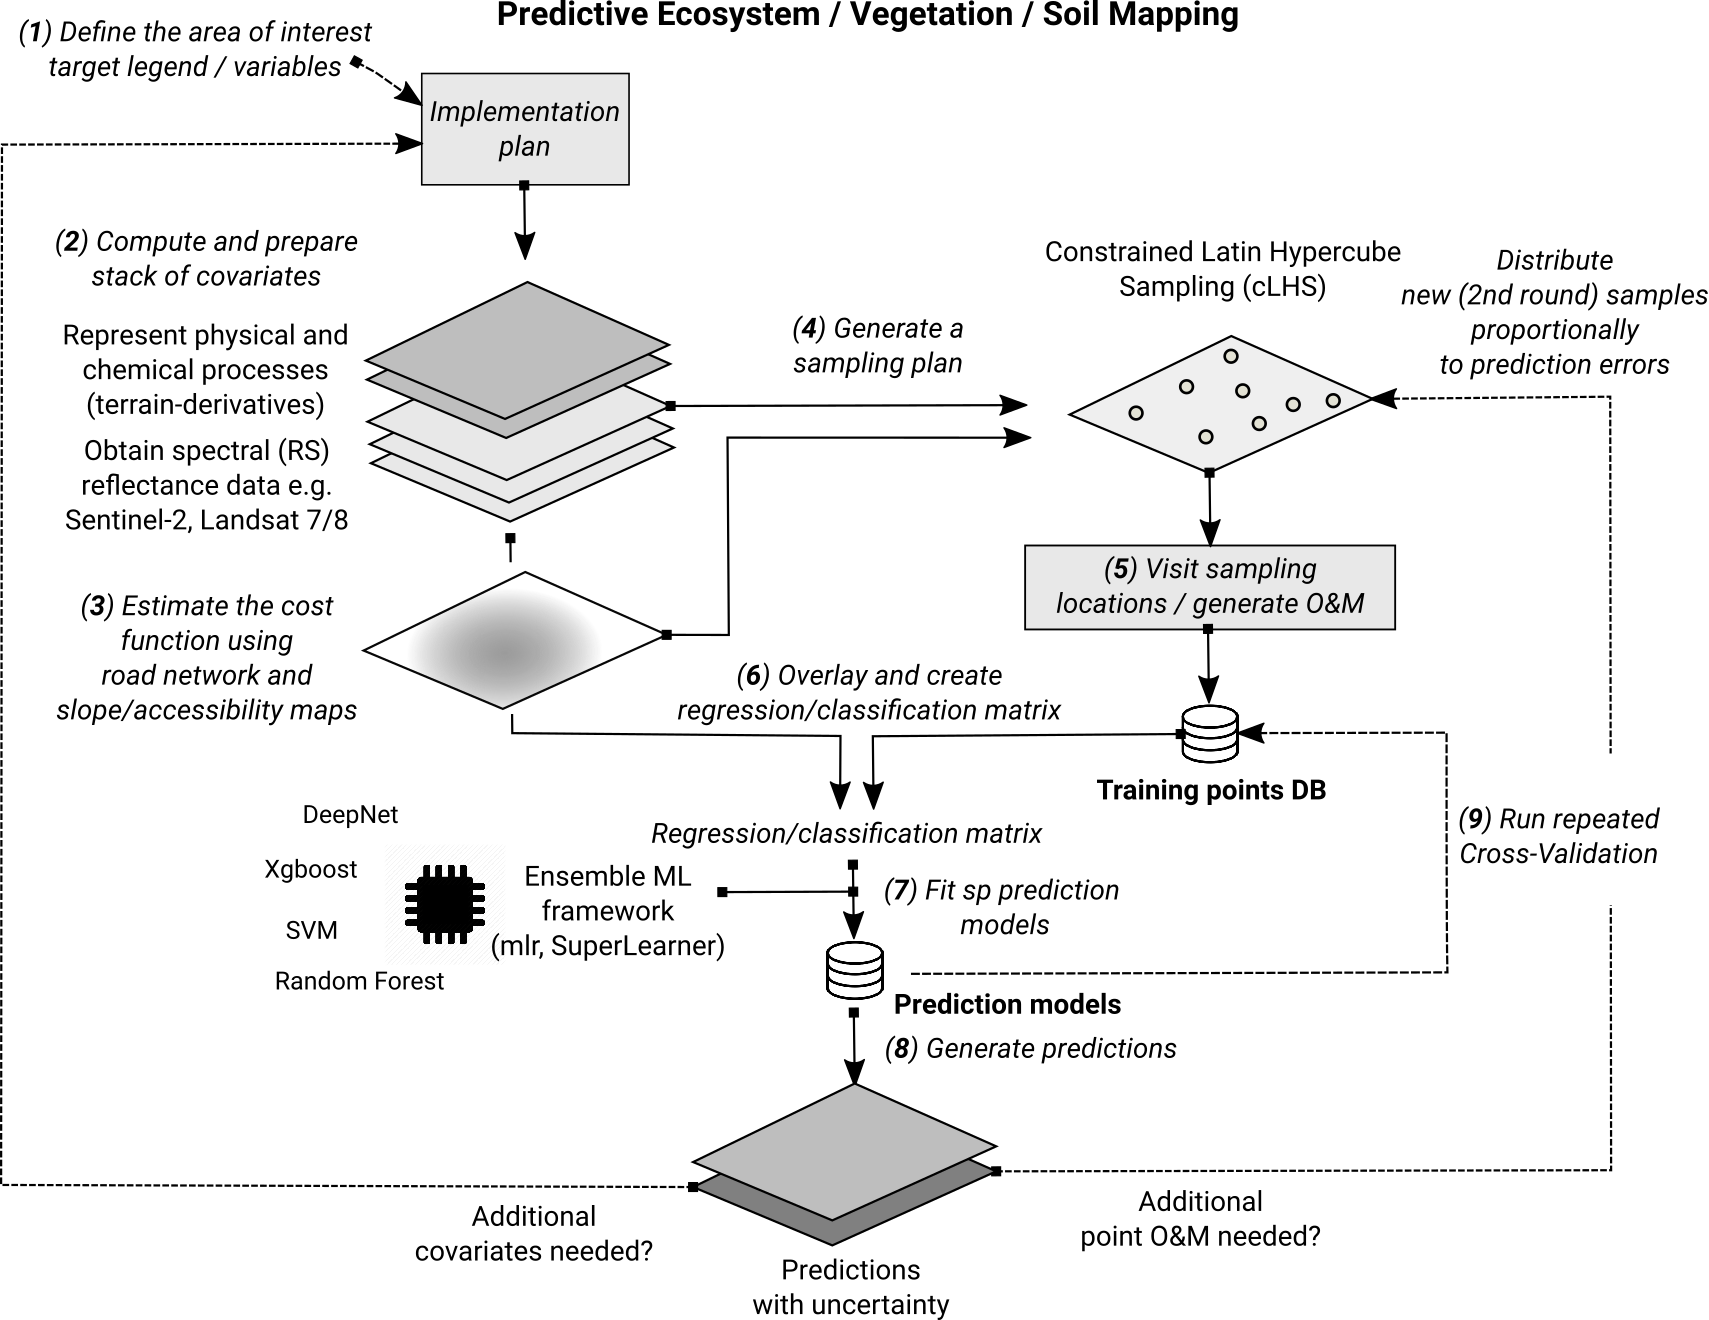 Predictive Ecosystem / Vegetation / Soil Mapping
(1) Define the area of interest
target legend / variables
Implementation
plan
(2) Compute and prepare
stack of covariates
Represent physical and
chemical processes
(terrain-derivatives)
Obtain spectral (RS)
reflectance data e.g.
Sentinel-2, Landsat 7/8
(3) Estimate the cost
function using
road network and
slope/accessibility maps
(4) Generate a
sampling plan
Constrained Latin Hypercube
Sampling (cLHS)
Distribute
new (2nd round) samples
proportionally
to prediction errors
(5) Visit sampling
locations / generate O&M
(6) Overlay and create
regression/classification matrix
Training points DB
Regression/classification matrix
DeepNet
Xgboost
SVM
Random Forest
Ensemble ML
framework
(mlr, SuperLearner)
(7) Fit sp prediction
models
(9) Run repeated
Cross-Validation
Prediction models
(8) Generate predictions
Additional
covariates needed?
Additional
point O&M needed?
Predictions
with uncertainty